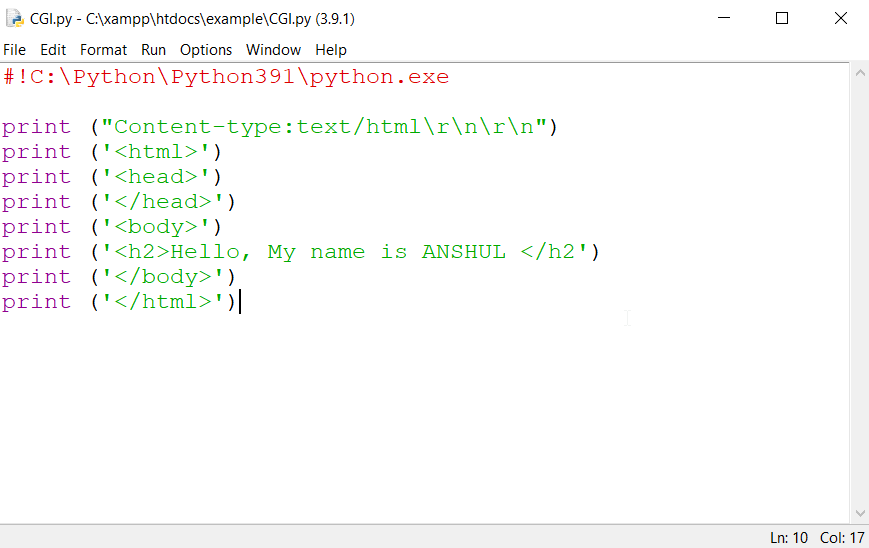 CGI.py - C:\xampp\htdocs\example\CGI.py (3.9.1)
File Edit Format Run Options Window Help
#!C:\Python\Python391\python.exe
print ("Content-type:text/html\r\n\r\n")
print ('<html>')
print ('<head>')
print ('</head>')
print ('<body>')
print ('<h2>Hello, My name is ANSHUL </h2')
print ('</body>')
print ('</html>')
Ln: 10 Col: 17